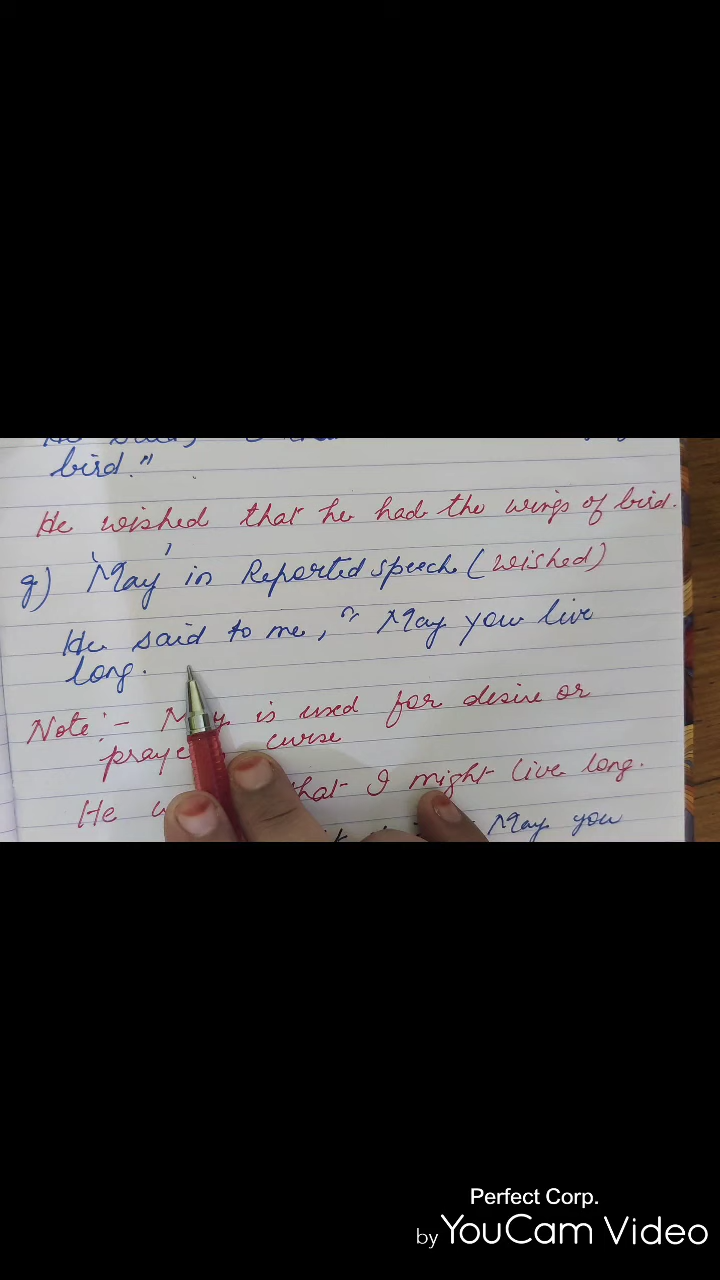 bird."
He wished that he had the wings of bird.
g) 'May' in Reported speech (wished)
He said to me, " May you live
long.
Note:- May is used for desire or
curse
He that I might live long.
May you
Perfect Corp.
by YouCam Video